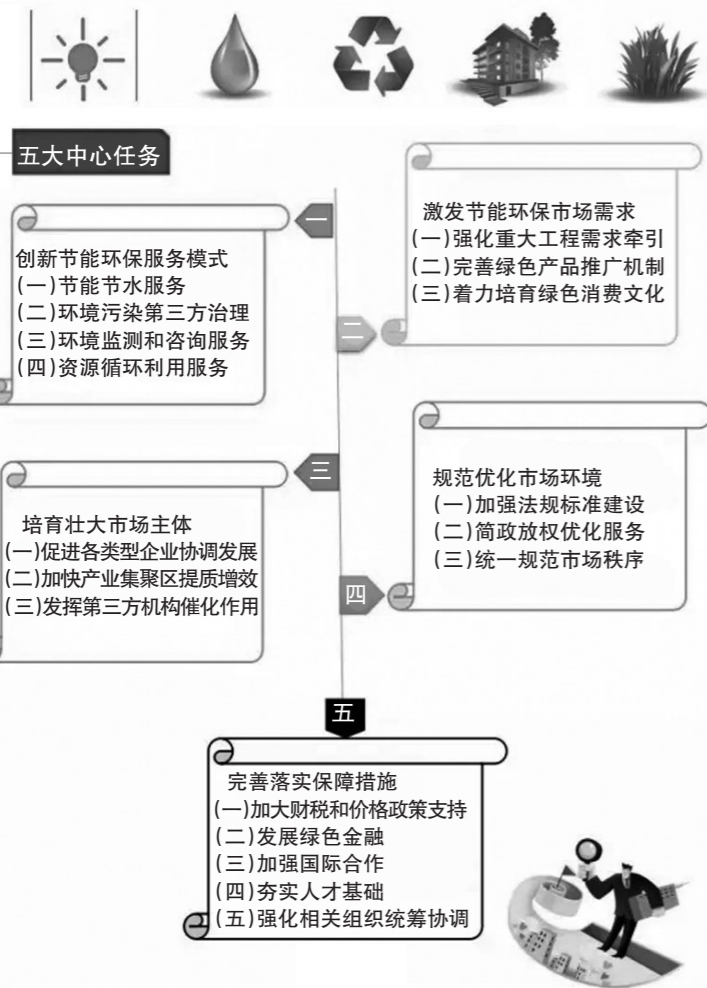 五大中心任务
一
创新节能环保服务模式
(一)节能节水服务
(二)环境污染第三方治理
(三)环境监测和咨询服务
(四)资源循环利用服务
二
激发节能环保市场需求
(一)强化重大工程需求牵引
(二)完善绿色产品推广机制
(三)着力培育绿色消费文化
三
培育壮大市场主体
(一)促进各类型企业协调发展
(二)加快产业集聚区提质增效
(三)发挥第三方机构催化作用
四
规范优化市场环境
(一)加强法规标准建设
(二)简政放权优化服务
(三)统一规范市场秩序
五
完善落实保障措施
(一)加大财税和价格政策支持
(二)发展绿色金融
(三)加强国际合作
(四)夯实人才基础
(五)强化相关组织统筹协调